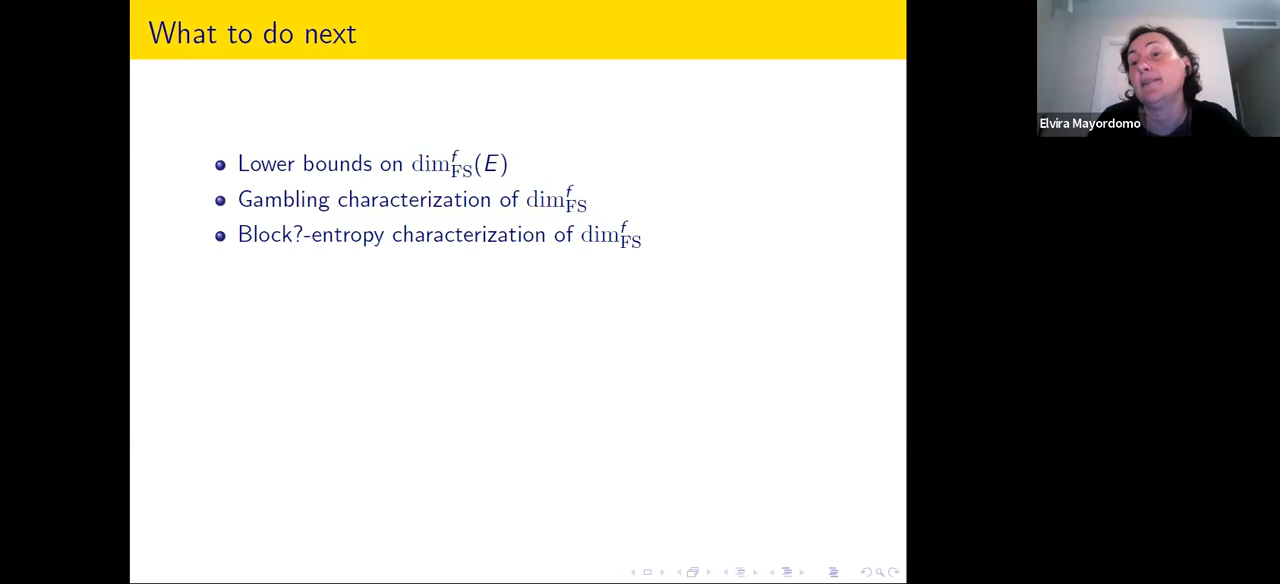 What to do next
Elvira Mayordomo
Lower bounds on dim^f_FS(E)
Gambling characterization of dim^f_FS
Block?-entropy characterization of dim^f_FS